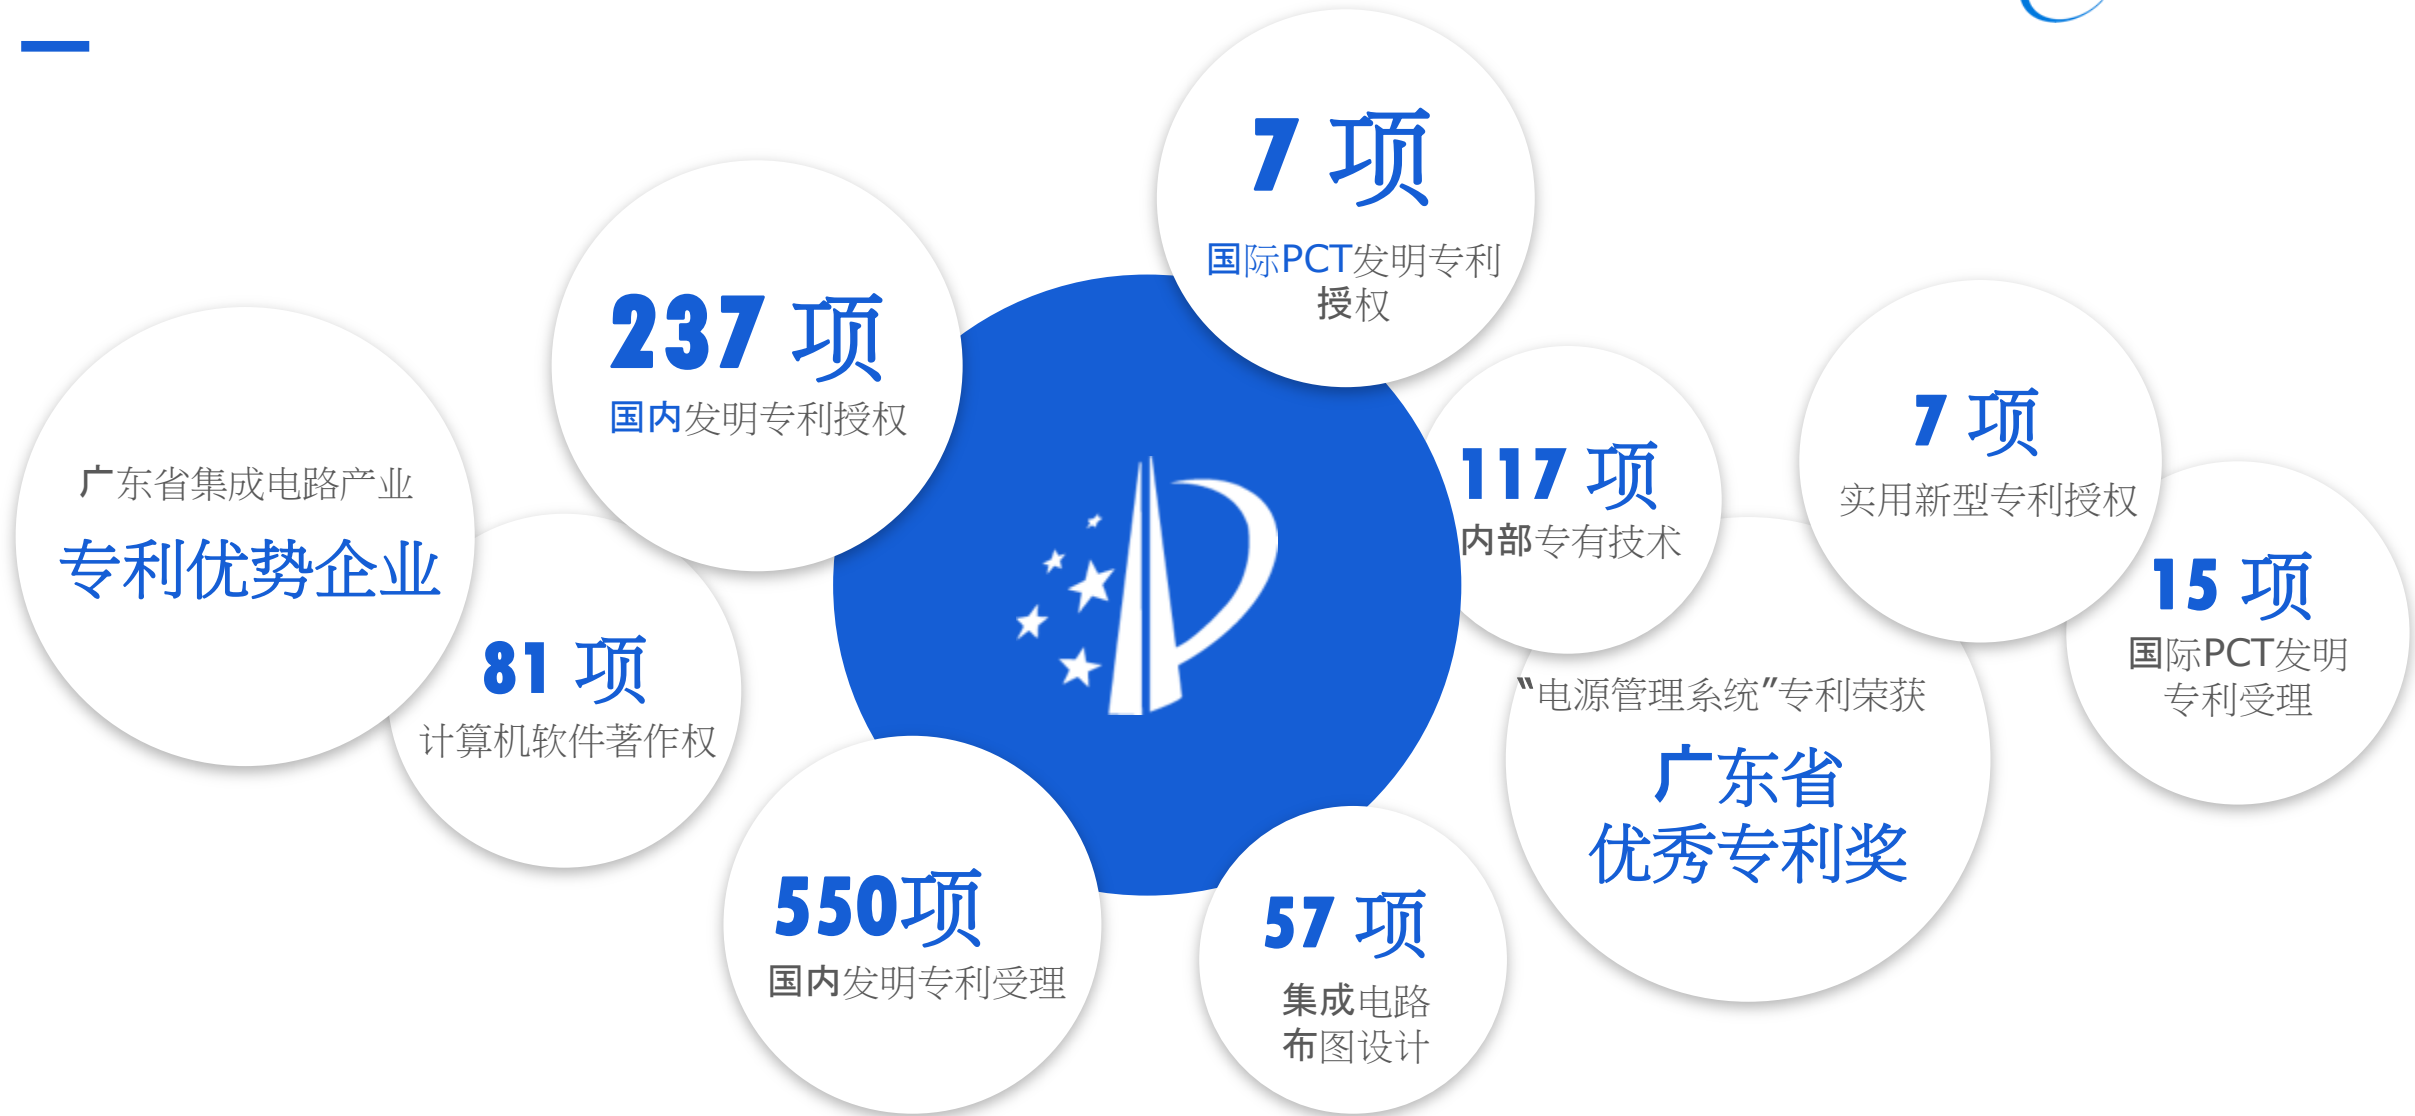 7 项
国际PCT发明专利
授权
237 项
国内发明专利授权
广东省集成电路产业
专利优势企业
81 项
计算机软件著作权
117 项
内部专有技术
7 项
实用新型专利授权
15 项
国际PCT发明
专利受理
“电源管理系统”专利荣获
广东省
优秀专利奖
550项
国内发明专利受理
57 项
集成电路
布图设计